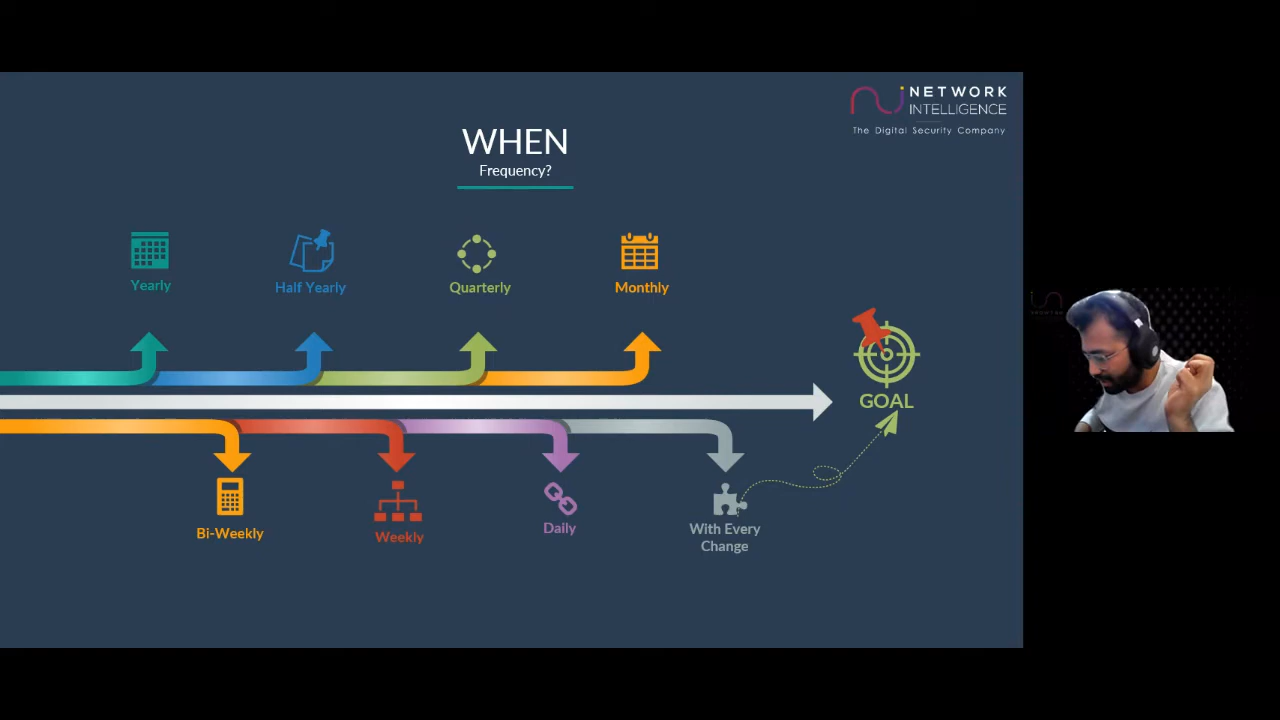 NETWORK
INTELLIGENCE
The Digital Security Company
WHEN
Frequency?
Yearly
Half Yearly
Quarterly
Monthly
GOAL
Bi-Weekly
Weekly
Daily
With Every
Change